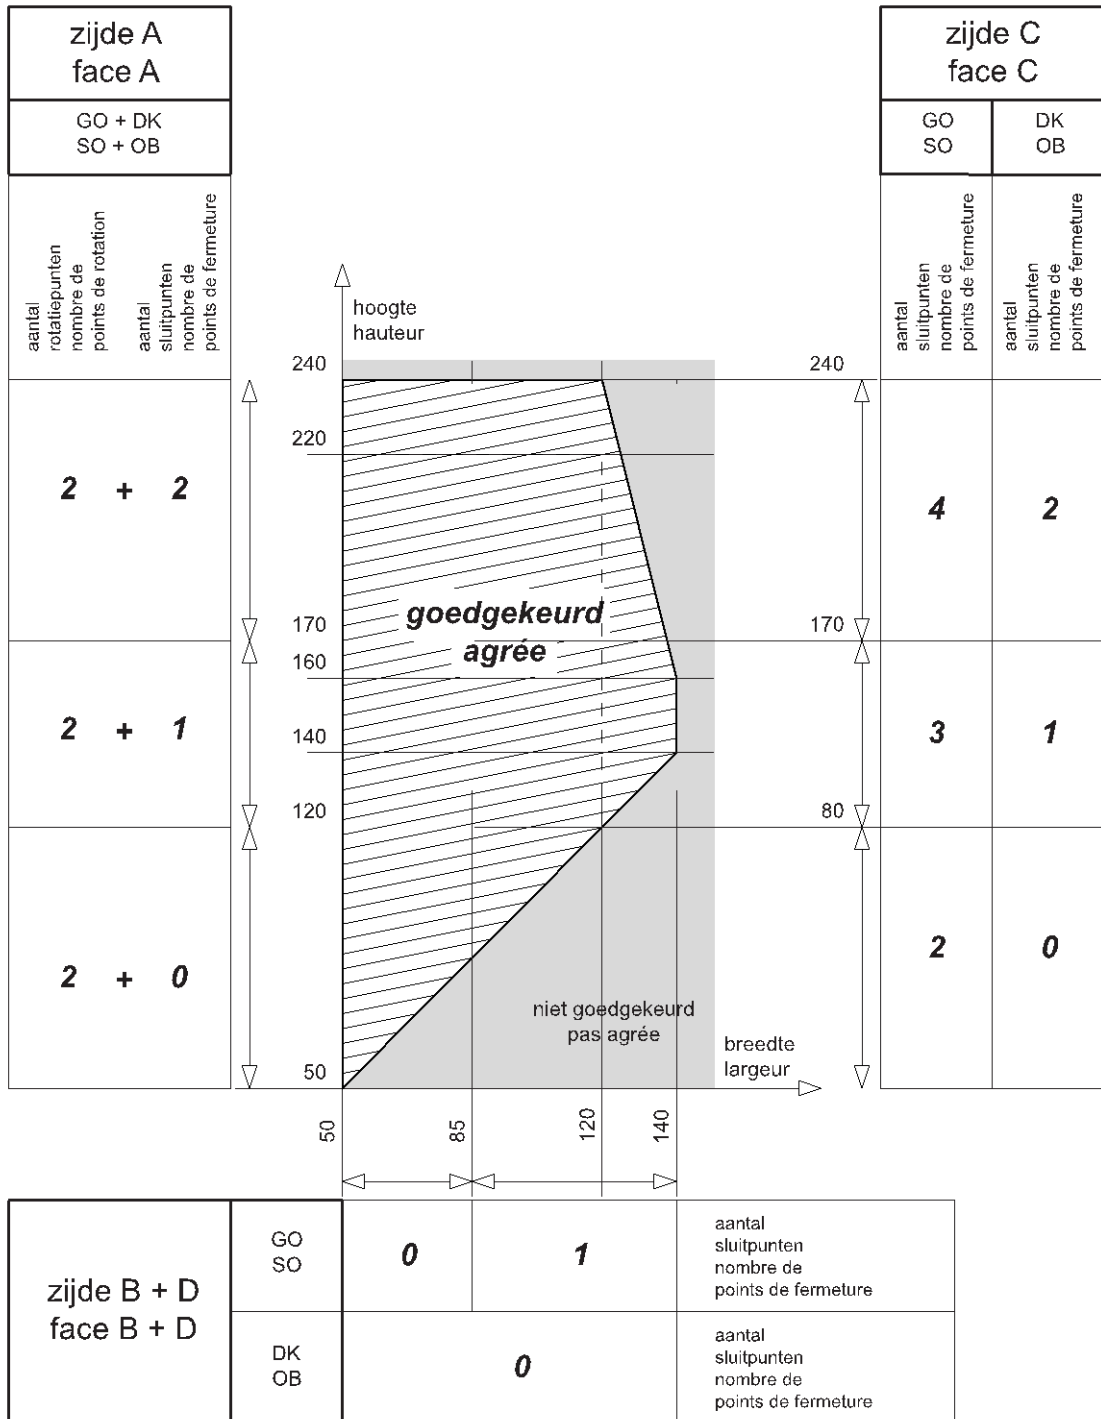 zijde A
face A
GO + DK
SO + OB
aantal
rotatiepunten
nombre de
points de rotation
aantal
sluitpunten
nombre de
points de fermeture
2 + 2
2 + 1
2 + 0
hoogte
hauteur
240
220
170
160
140
120
50
goedgekeurd
agrée
niet goedgekeurd
pas agrée
breedte
largeur
50
85
120
140
240
170
80
zijde C
face C
GO
SO
DK
OB
aantal
sluitpunten
nombre de
points de fermeture
aantal
sluitpunten
nombre de
points de fermeture
4 2
3 1
2 0
zijde B + D
face B + D
GO
SO
0 1
aantal
sluitpunten
nombre de
points de fermeture
DK
OB
0
aantal
sluitpunten
nombre de
points de fermeture